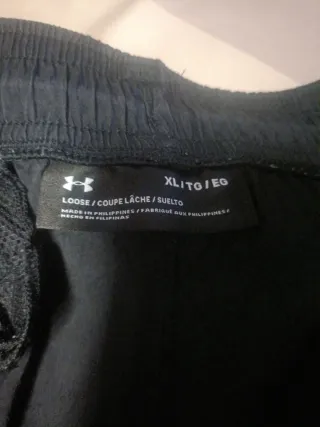 XL/TG/EG
LOOSE / COUPE LÂCHE / SUELTO
MADE IN PHILIPPINES / FABRIQUÉ AUX PHILIPPINES /
HECHO EN FILIPINAS